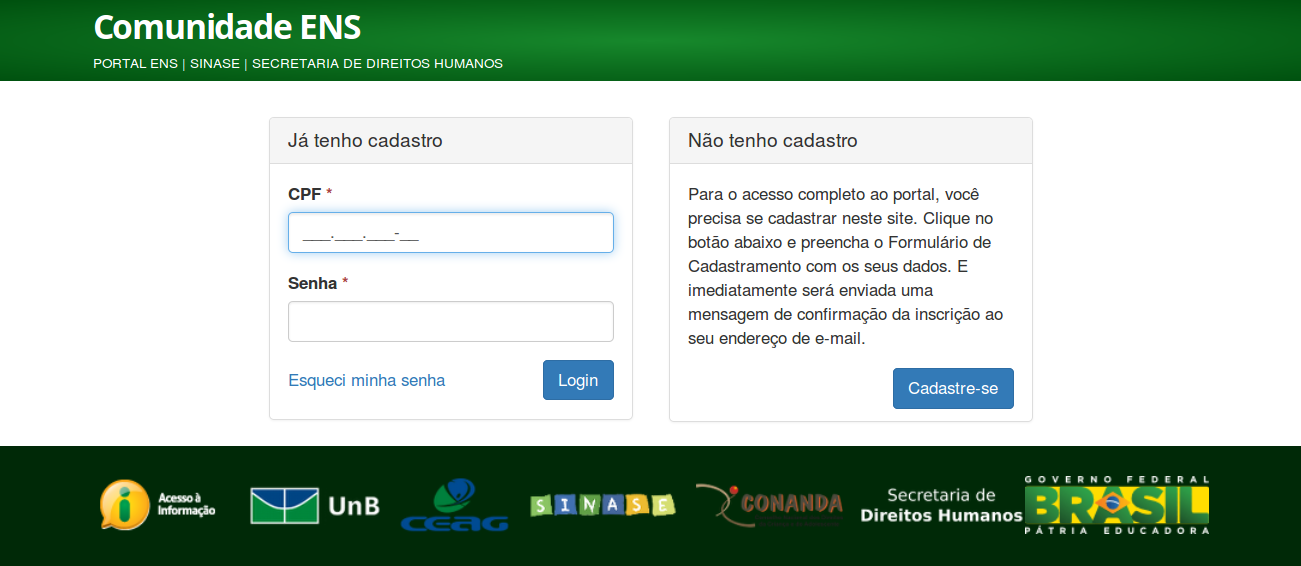 Comunidade ENS
PORTAL ENS | SINASE | SECRETARIA DE DIREITOS HUMANOS
Já tenho cadastro
CPF *
___.___.___-__
Senha *
Esqueci minha senha
Login
Não tenho cadastro
Para o acesso completo ao portal, você
precisa se cadastrar neste site. Clique no
botão abaixo e preencha o Formulário de
Cadastramento com os seus dados. E
imediatamente será enviada uma
mensagem de confirmação da inscrição ao
seu endereço de e-mail.
Cadastre-se
i
Acesso à
Informação
UnB
CEAG
SINASE
CONANDA
Secretaria de
Direitos Humanos
GOVERNO FEDERAL
BRASIL
PÁTRIA EDUCADORA